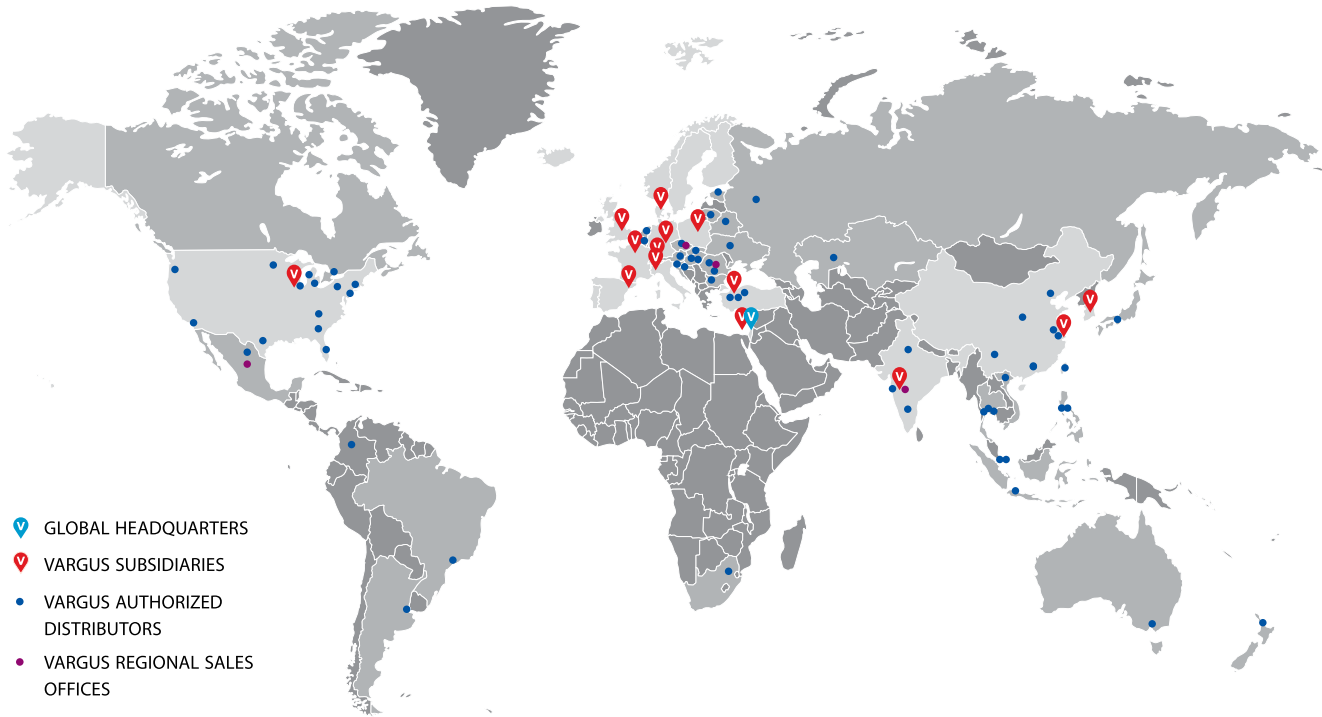 GLOBAL HEADQUARTERS
VARGUS SUBSIDIARIES
VARGUS AUTHORIZED
DISTRIBUTORS
VARGUS REGIONAL SALES
OFFICES